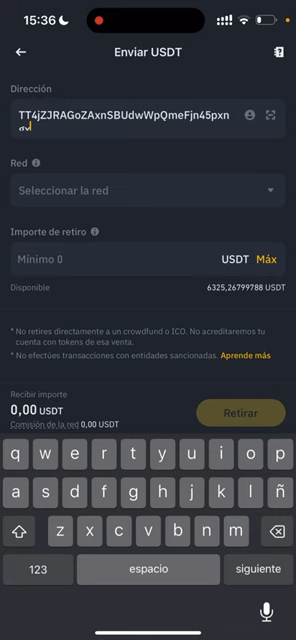 15:36
Enviar USDT
Dirección
TT4jZJRAGoZAxnSBUdwWpQmeFjn45pxn
Red
Seleccionar la red
Importe de retiro
Mínimo 0 USDT Máx
Disponible 6325,26799788 USDT
* No retires directamente a un crowdfund o ICO. No acreditaremos tu
cuenta con tokens de esa venta.
* No efectúes transacciones con entidades sancionadas. Aprende más
Recibir importe
0,00 USDT
Comisión de la red 0,00 USDT
Retirar
q w e r t y u i o p
a s d f g h j k l ñ
z x c v b n m
123 espacio siguiente